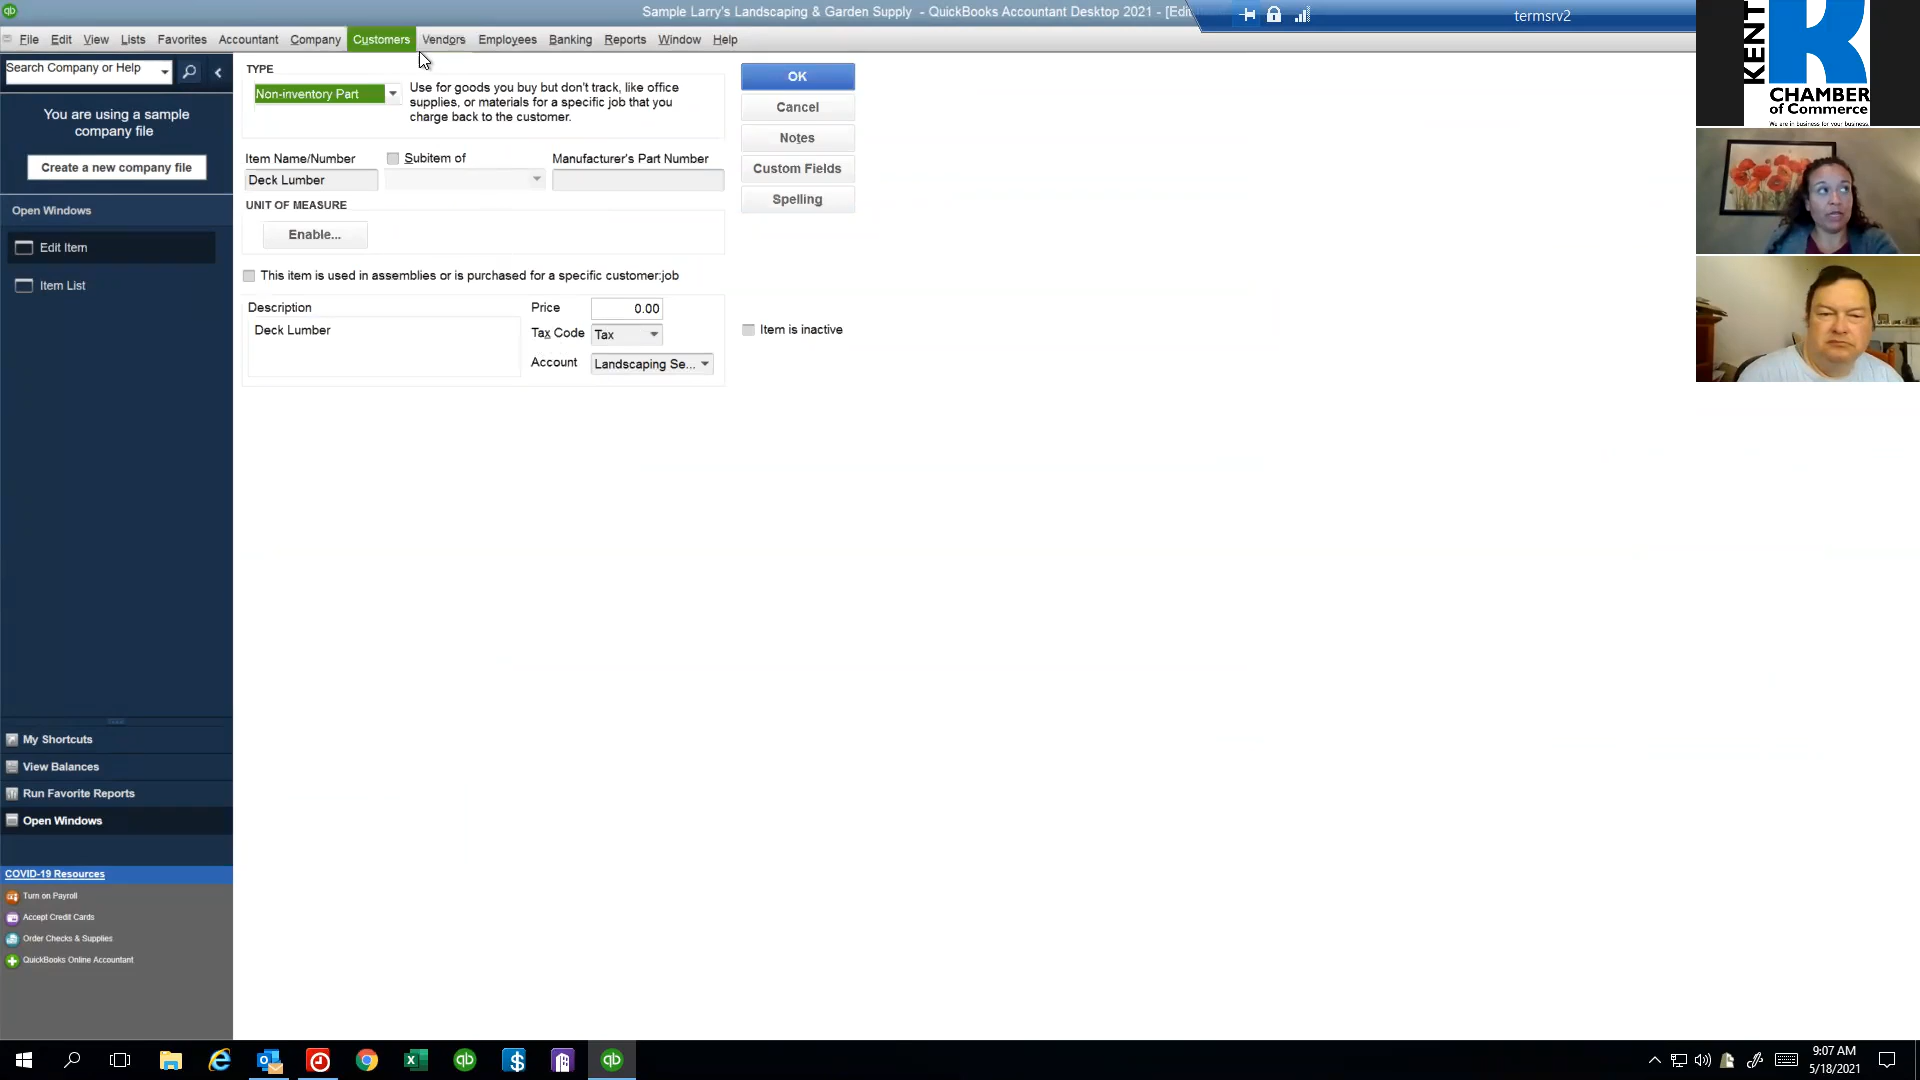 Sample Larry's Landscaping & Garden Supply - QuickBooks Accountant Desktop 2021 - [Edi
termsrv2
File Edit View Lists Favorites Accountant Company Customers Vendors Employees Banking Reports Window Help
Search Company or Help
You are using a sample
company file
Create a new company file
Open Windows
Edit Item
Item List
My Shortcuts
View Balances
Run Favorite Reports
Open Windows
COVID-19 Resources
Turn on Payroll
Accept Credit Cards
Order Checks & Supplies
QuickBooks Online Accountant
TYPE
Non-inventory Part
Use for goods you buy but don't track, like office
supplies, or materials for a specific job that you
charge back to the customer.
Item Name/Number
Subitem of
Manufacturer's Part Number
Deck Lumber
UNIT OF MEASURE
Enable...
This item is used in assemblies or is purchased for a specific customer:job
Description
Deck Lumber
Price
0.00
Tax Code
Tax
Account
Landscaping Se...
OK
Cancel
Notes
Custom Fields
Spelling
Item is inactive
KENT
CHAMBER
of Commerce
We are in business for your business.
9:07 AM
5/18/2021